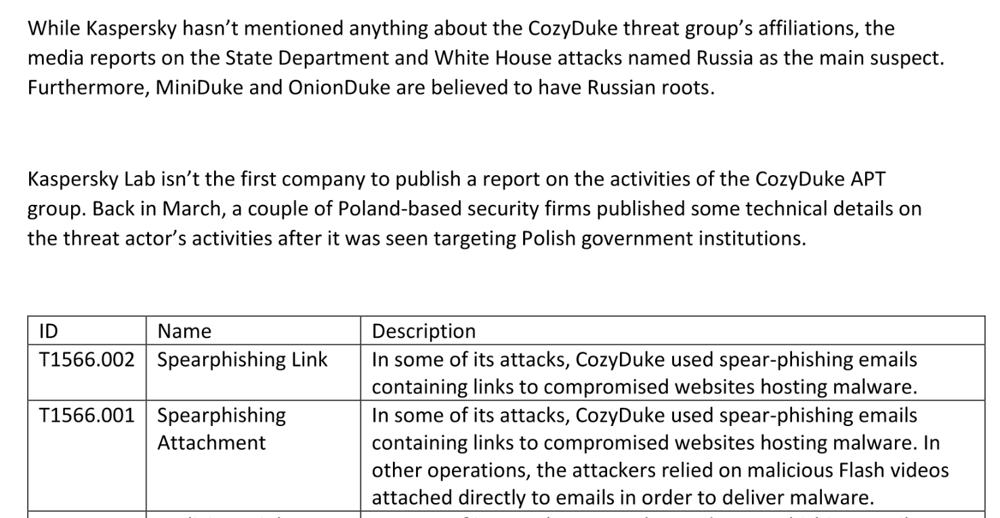 While Kaspersky hasn’t mentioned anything about the CozyDuke threat group’s affiliations, the
media reports on the State Department and White House attacks named Russia as the main suspect.
Furthermore, MiniDuke and OnionDuke are believed to have Russian roots.
Kaspersky Lab isn’t the first company to publish a report on the activities of the CozyDuke APT
group. Back in March, a couple of Poland-based security firms published some technical details on
the threat actor’s activities after it was seen targeting Polish government institutions.
ID Name Description
T1566.002 Spearphishing Link In some of its attacks, CozyDuke used spear-phishing emails
containing links to compromised websites hosting malware.
T1566.001 Spearphishing In some of its attacks, CozyDuke used spear-phishing emails
Attachment containing links to compromised websites hosting malware. In
other operations, the attackers relied on malicious Flash videos
attached directly to emails in order to deliver malware.